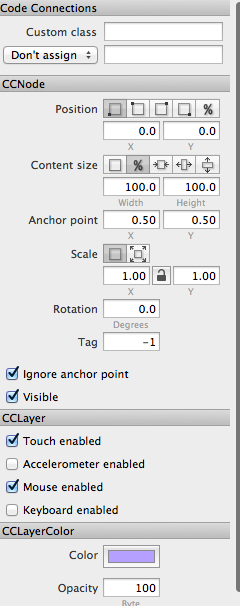 Code Connections
Custom class
Don't assign
CCNode
Position
%
0.0 0.0
X Y
Content size %
100.0 100.0
Width Height
Anchor point 0.50 0.50
X Y
Scale
1.00 1.00
X Y
Rotation 0.0
Degrees
Tag -1
Ignore anchor point
Visible
CCLayer
Touch enabled
Accelerometer enabled
Mouse enabled
Keyboard enabled
CCLayerColor
Color
Opacity 100
Byte